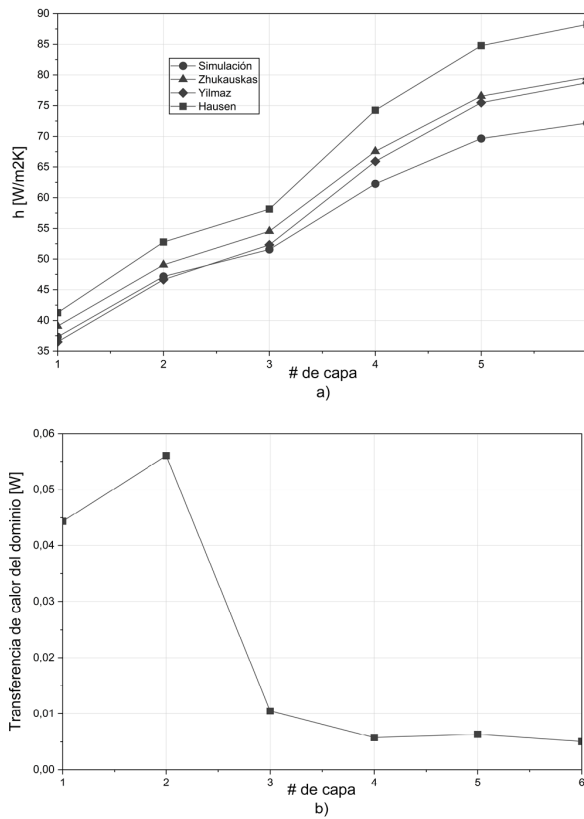 90
85
80
75
70
65
60
55
50
45
40
35
h [W/m2K]
Simulación
Zhukauskas
Yilmaz
Hausen
1 2 3 4 5
# de capa
a)
0,06
0,05
0,04
0,03
0,02
0,01
0,00
Transferencia de calor del dominio [W]
1 2 3 4 5 6
# de capa
b)